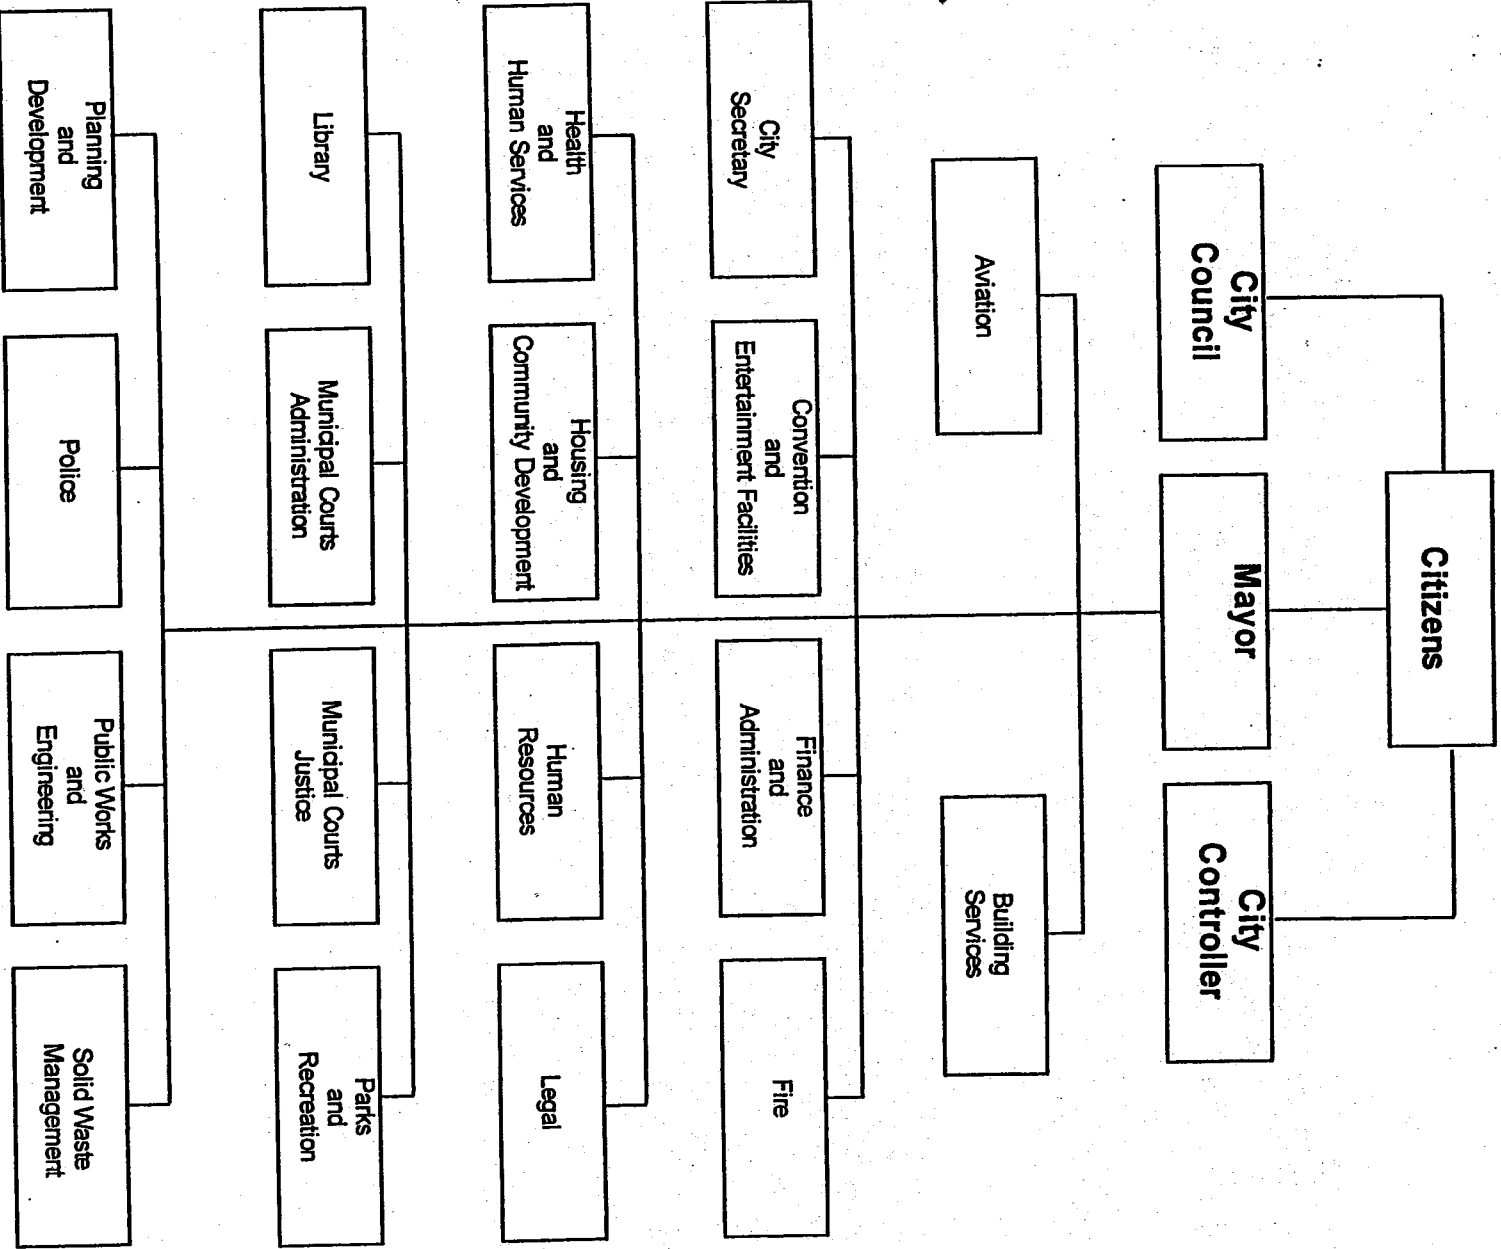 Citizens
City
Council
Mayor
City
Controller
Aviation
Building
Services
City
Secretary
Convention
and
Entertainment Facilities
Finance
and
Administration
Fire
Health
and
Human Services
Housing
and
Community Development
Human
Resources
Legal
Library
Municipal Courts
Administration
Municipal Courts
Justice
Parks
and
Recreation
Planning
and
Development
Police
Public Works
and
Engineering
Solid Waste
Management